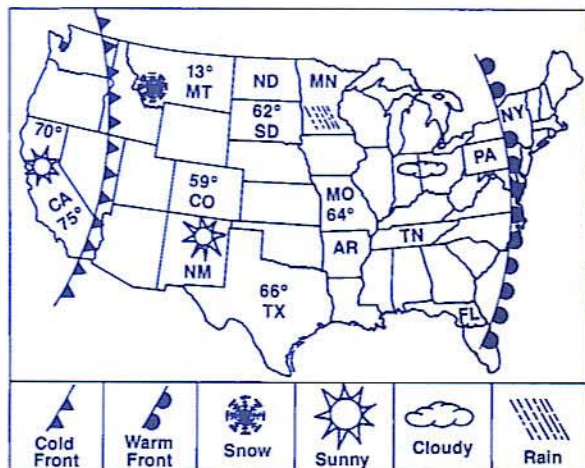 13°
MT
ND
MN
62°
SD
NY
70°
PA
59°
CO
MO
64°
CA
75°
TN
AR
NM
66°
TX
FL
Cold
Front
Warm
Front
Snow
Sunny
Cloudy
Rain